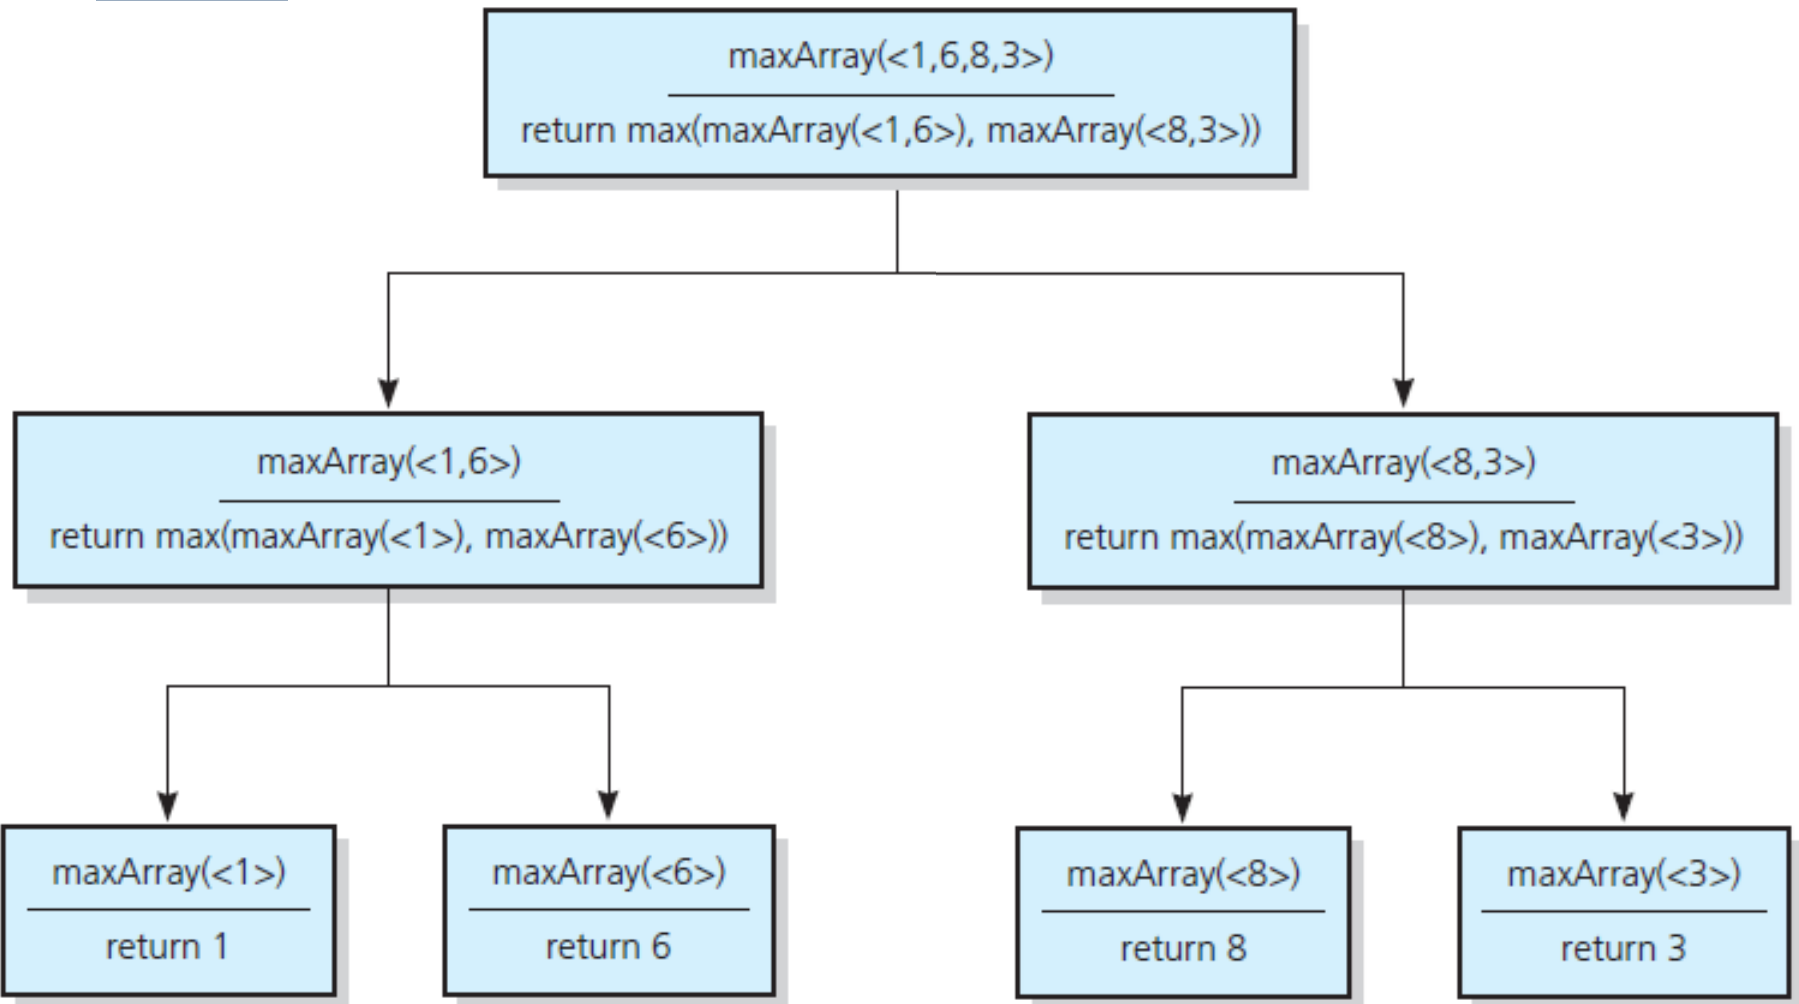 maxArray(<1,6,8,3>)
return max(maxArray(<1,6>), maxArray(<8,3>))
maxArray(<1,6>)
return max(maxArray(<1>), maxArray(<6>))
maxArray(<8,3>)
return max(maxArray(<8>), maxArray(<3>))
maxArray(<1>)
return 1
maxArray(<6>)
return 6
maxArray(<8>)
return 8
maxArray(<3>)
return 3